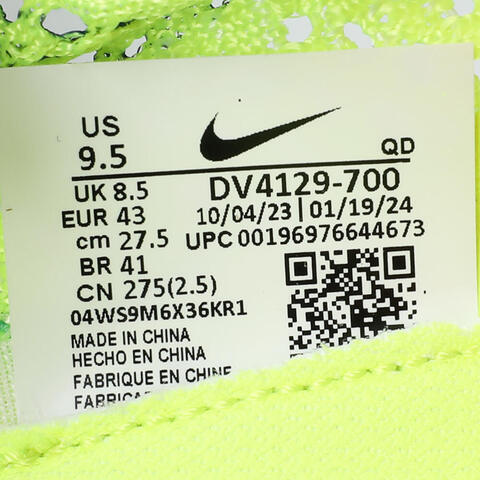 US
9.5
QD
UK 8.5
DV4129-700
EUR 43
10/04/23 | 01/19/24
cm 27.5
UPC 00196976644673
BR 41
CN 275(2.5)
04WS9M6X36KR1
MADE IN CHINA
HECHO EN CHINA
FABRIQUE EN CHINE